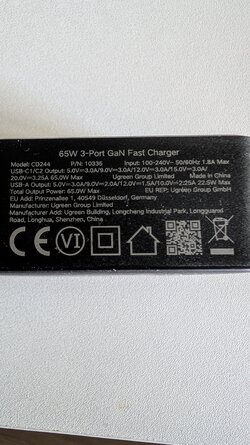 65W 3-Port GaN Fast Charger
Model: CD244 P/N: 10335 Input: 100-240V~ 50/60Hz 1.8A Max
USB-C1/C2 Output: 5.0V⎓3.0A/9.0V⎓3.0A/12.0V⎓3.0A/15.0V⎓3.0A/
20.0V⎓3.25A 65.0W Max
USB-A Output: 5.0V⎓3.0A/9.0V⎓2.0A/12.0V⎓1.5A/10.0V⎓2.25A 22.5W Max
Total Output Power: 65.0W Max EU REP: Ugreen Group GmbH
EU Add: Prinzenallee 7, 40549 Düsseldorf, Germany
Manufacturer: Ugreen Group Limited
Manufacturer Add: Ugreen Building, Longcheng Industrial Park, Longguanxi
Road, Longhua, Shenzhen, China
Made in China
CE VI